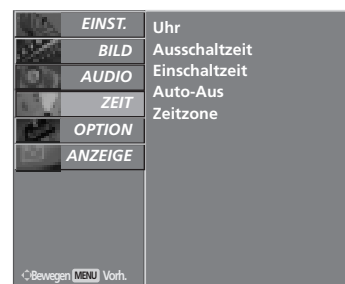 EINST.
BILD
AUDIO
ZEIT
OPTION
ANZEIGE
Bewegen MENU Vorh.
Uhr
Ausschaltzeit
Einschaltzeit
Auto-Aus
Zeitzone